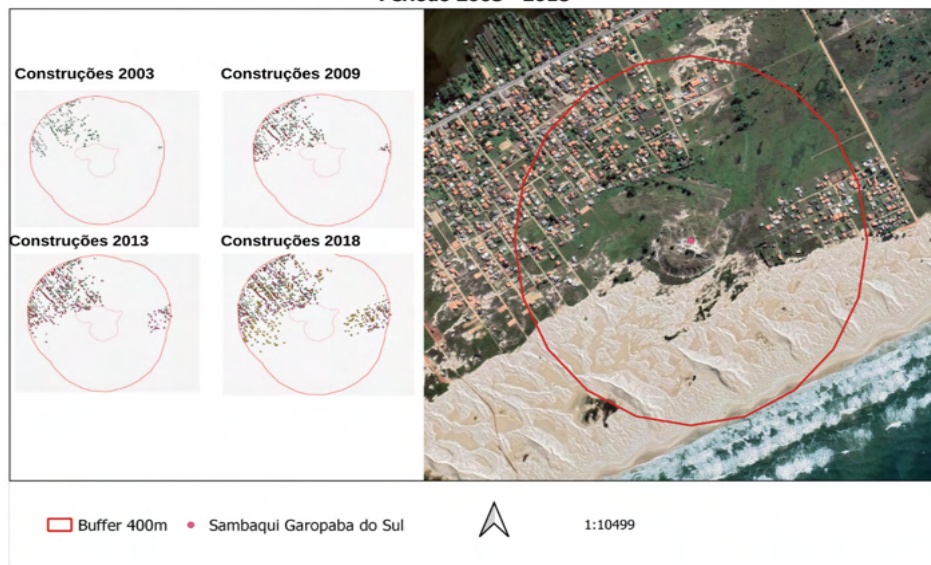 Construções 2003
Construções 2009
Construções 2013
Construções 2018
Buffer 400m
Sambaqui Garopaba do Sul
1:10499